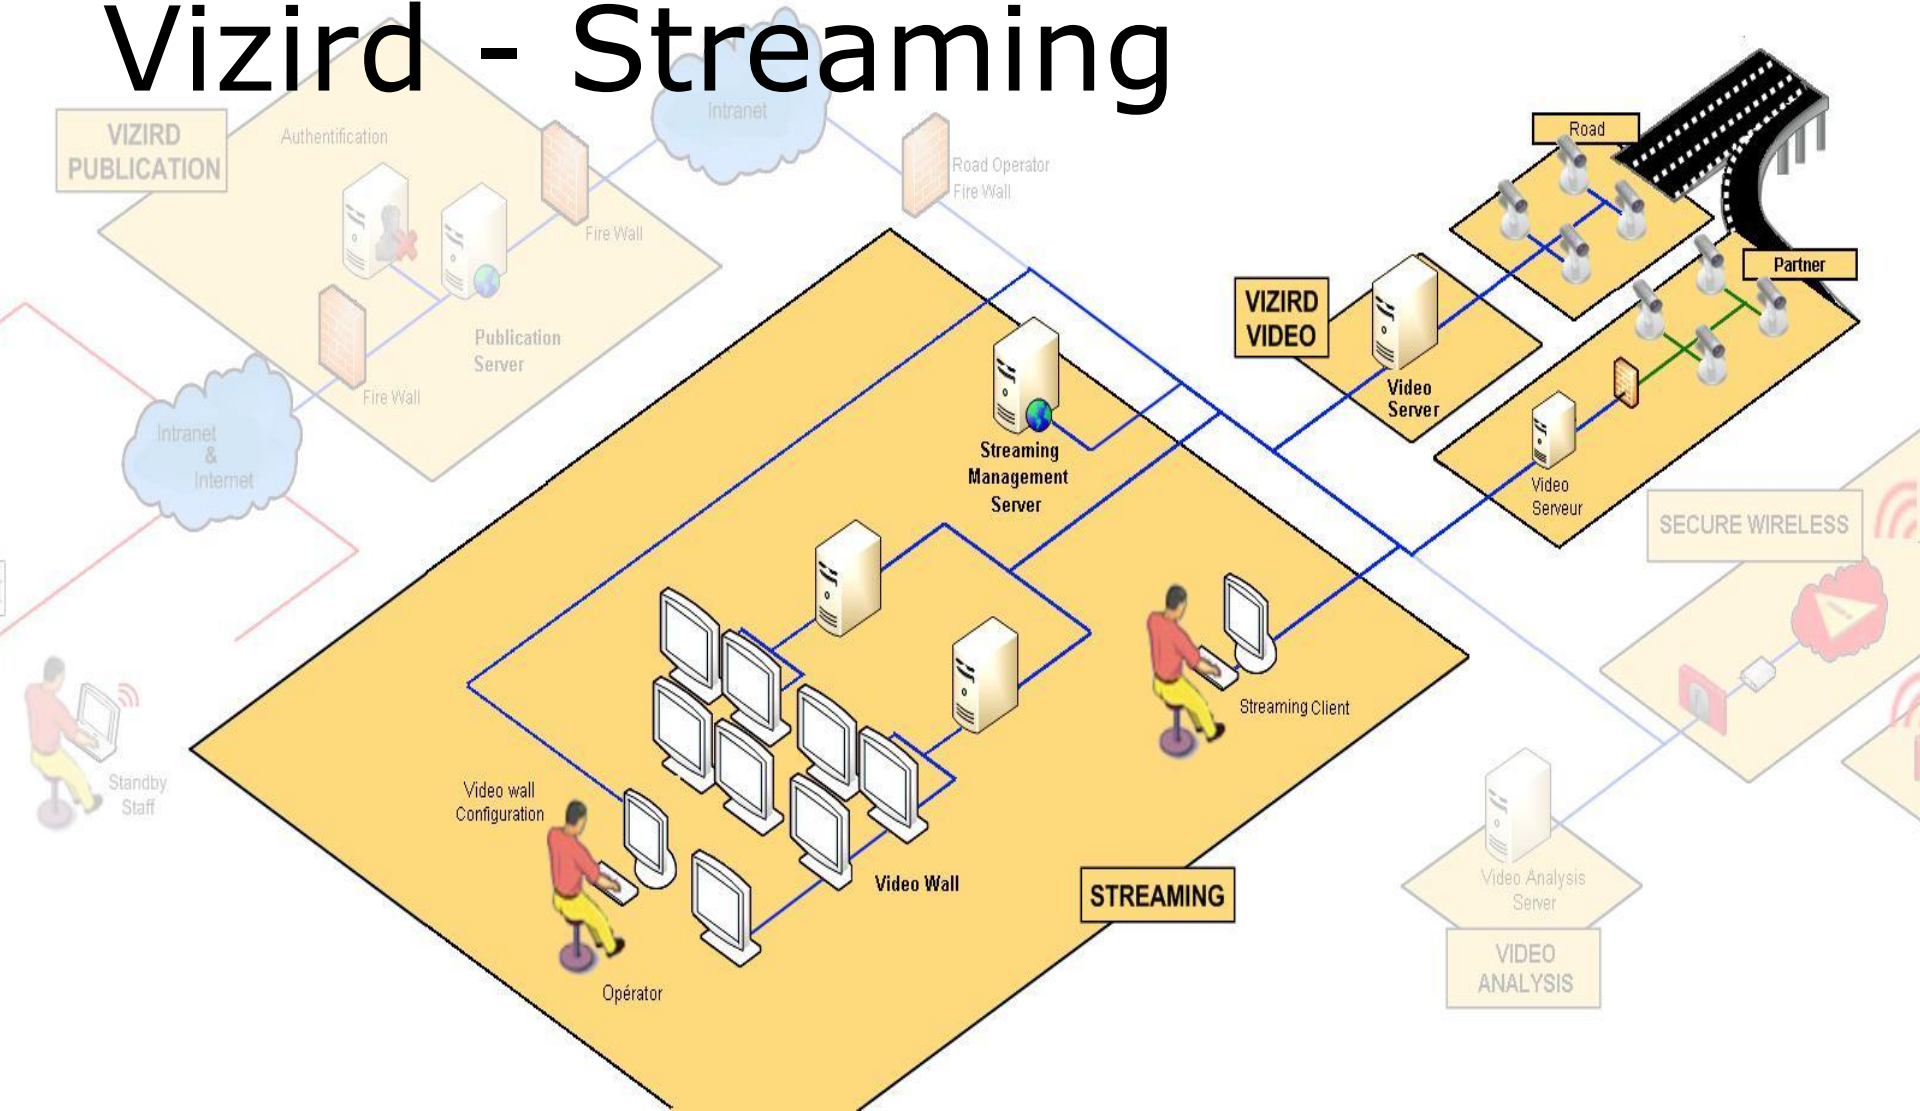 Vizird - Streaming
VIZIRD
PUBLICATION
Authentification
Intranet
Road Operator
Fire Wall
Fire Wall
Publication
Server
Fire Wall
Intranet
&
Internet
Standby
Staff
Road
Partner
VIZIRD
VIDEO
Video
Server
Video
Serveur
SECURE WIRELESS
Streaming
Management
Server
Streaming Client
Video wall
Configuration
Video Wall
STREAMING
Opérator
Video Analysis
Server
VIDEO
ANALYSIS